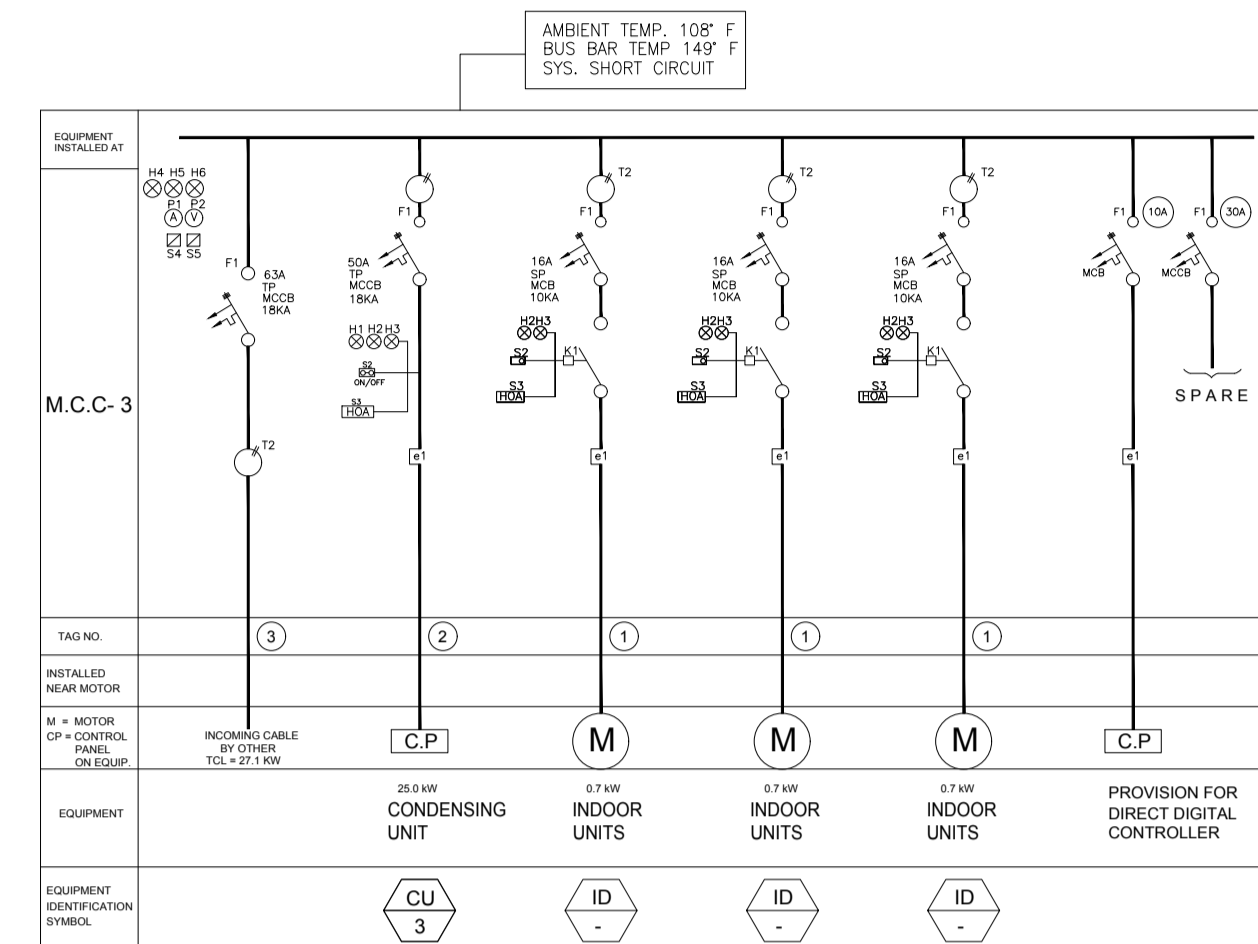 AMBIENT TEMP. 108° F
BUS BAR TEMP 149° F
SYS. SHORT CIRCUIT
EQUIPMENT
INSTALLED AT
M.C.C- 3
H4 H5 H6
P1 P2
A V
S4 S5
F1
63A
TP
MCCB
18KA
T2
F1
50A
TP
MCCB
18KA
H1 H2 H3
S2
ON/OFF
S3
HOA
e1
T2
F1
16A
SP
MCB
10KA
H2H3
S2
K1
S3
HOA
e1
T2
F1
16A
SP
MCB
10KA
H2H3
S2
K1
S3
HOA
e1
T2
F1
16A
SP
MCB
10KA
H2H3
S2
K1
S3
HOA
e1
F1
10A
MCB
e1
F1
30A
MCCB
SPARE
TAG NO.
3 2 1 1 1
INSTALLED
NEAR MOTOR
M = MOTOR
CP = CONTROL
PANEL
ON EQUIP.
INCOMING CABLE
BY OTHER
TCL = 27.1 KW
C.P M M M C.P
EQUIPMENT
25.0 kW
CONDENSING
UNIT
0.7 kW
INDOOR
UNITS
0.7 kW
INDOOR
UNITS
0.7 kW
INDOOR
UNITS
PROVISION FOR
DIRECT DIGITAL
CONTROLLER
EQUIPMENT
IDENTIFICATION
SYMBOL
CU
3
ID
-
ID
-
ID
-